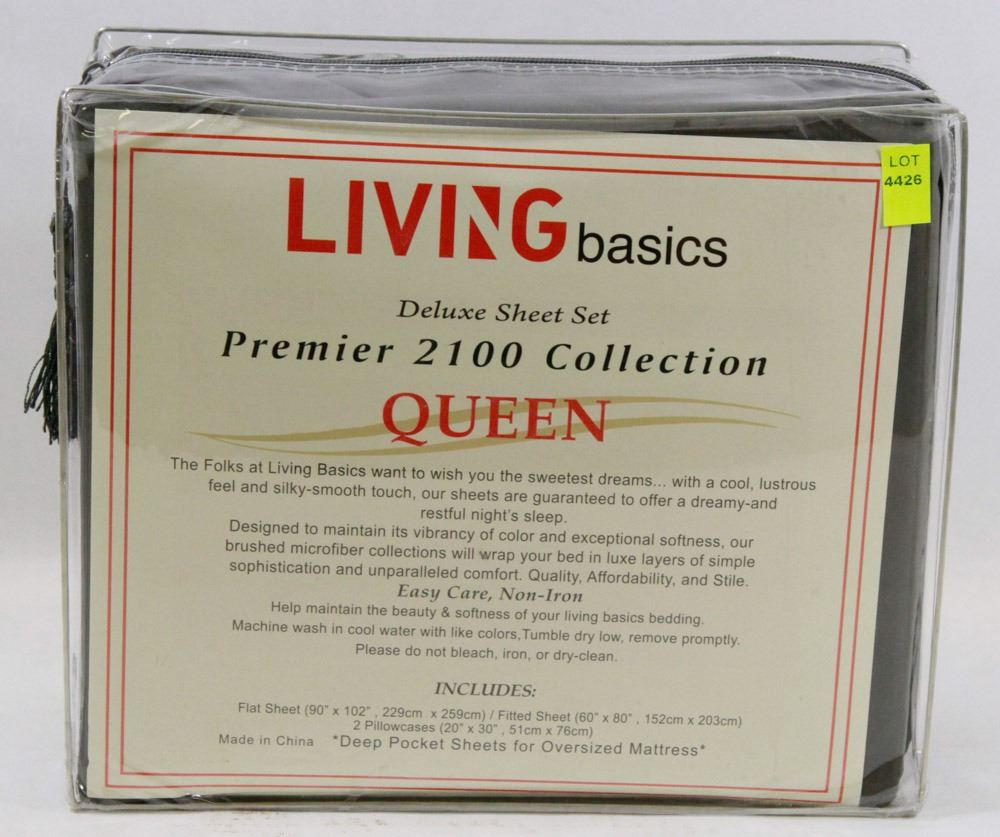 LOT
4426
LIVING basics
Deluxe Sheet Set
Premier 2100 Collection
QUEEN
The Folks at Living Basics want to wish you the sweetest dreams... with a cool, lustrous
feel and silky-smooth touch, our sheets are guaranteed to offer a dreamy-and
restful night's sleep.
Designed to maintain its vibrancy of color and exceptional softness, our
brushed microfiber collections will wrap your bed in luxe layers of simple
sophistication and unparalleled comfort. Quality, Affordability, and Stile.
Easy Care, Non-Iron
Help maintain the beauty & softness of your living basics bedding.
Machine wash in cool water with like colors,Tumble dry low, remove promptly.
Please do not bleach, iron, or dry-clean.
INCLUDES:
Flat Sheet (90" x 102" , 229cm x 259cm) / Fitted Sheet (60" x 80" , 152cm x 203cm)
2 Pillowcases (20" x 30" , 51cm x 76cm)
Made in China *Deep Pocket Sheets for Oversized Mattress*